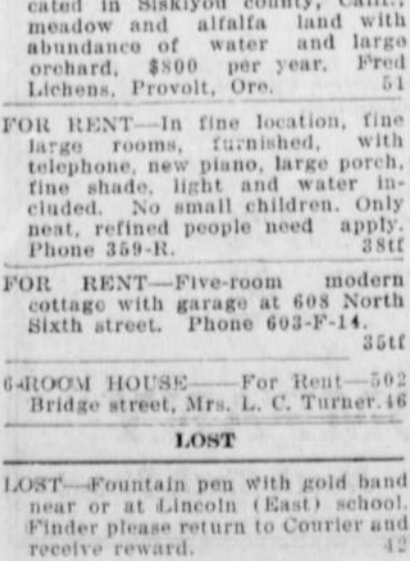 cated in Siskiyou county, Calif.,
meadow and alfalfa land with
abundance of water and large
orchard, $800 per year. Fred
Lichens, Provolt, Ore. 51
FOR RENT—In fine location, fine
large rooms, furnished, with
telephone, new piano, large porch,
fine shade, light and water in-
cluded. No small children. Only
neat, refined people need apply.
Phone 359-R. 38tf
FOR RENT—Five-room modern
cottage with garage at 608 North
Sixth street. Phone 603-F-14.
35tf
6-ROOM HOUSE——For Rent—502
Bridge street, Mrs. L. C. Turner.46
LOST
LOST—Fountain pen with gold band
near or at Lincoln (East) school.
Finder please return to Courier and
receive reward. 42